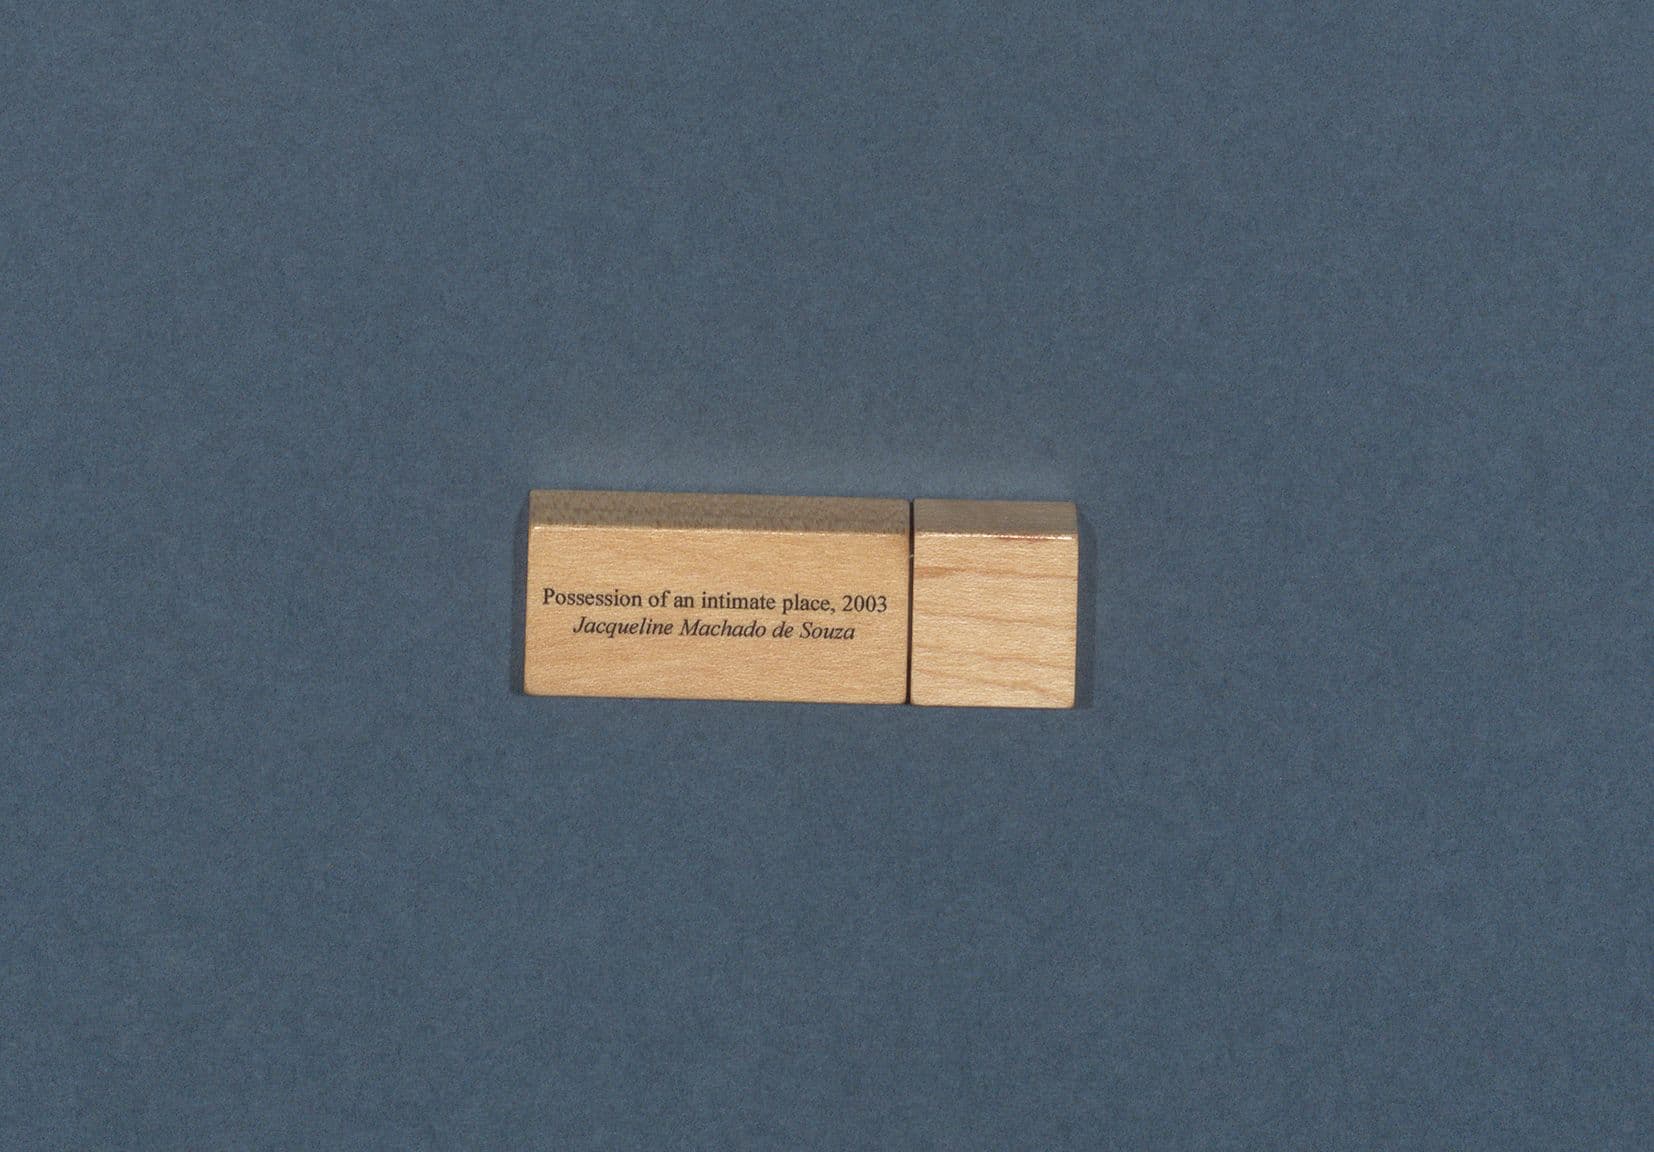 Possession of an intimate place, 2003
Jacqueline Machado de Souza